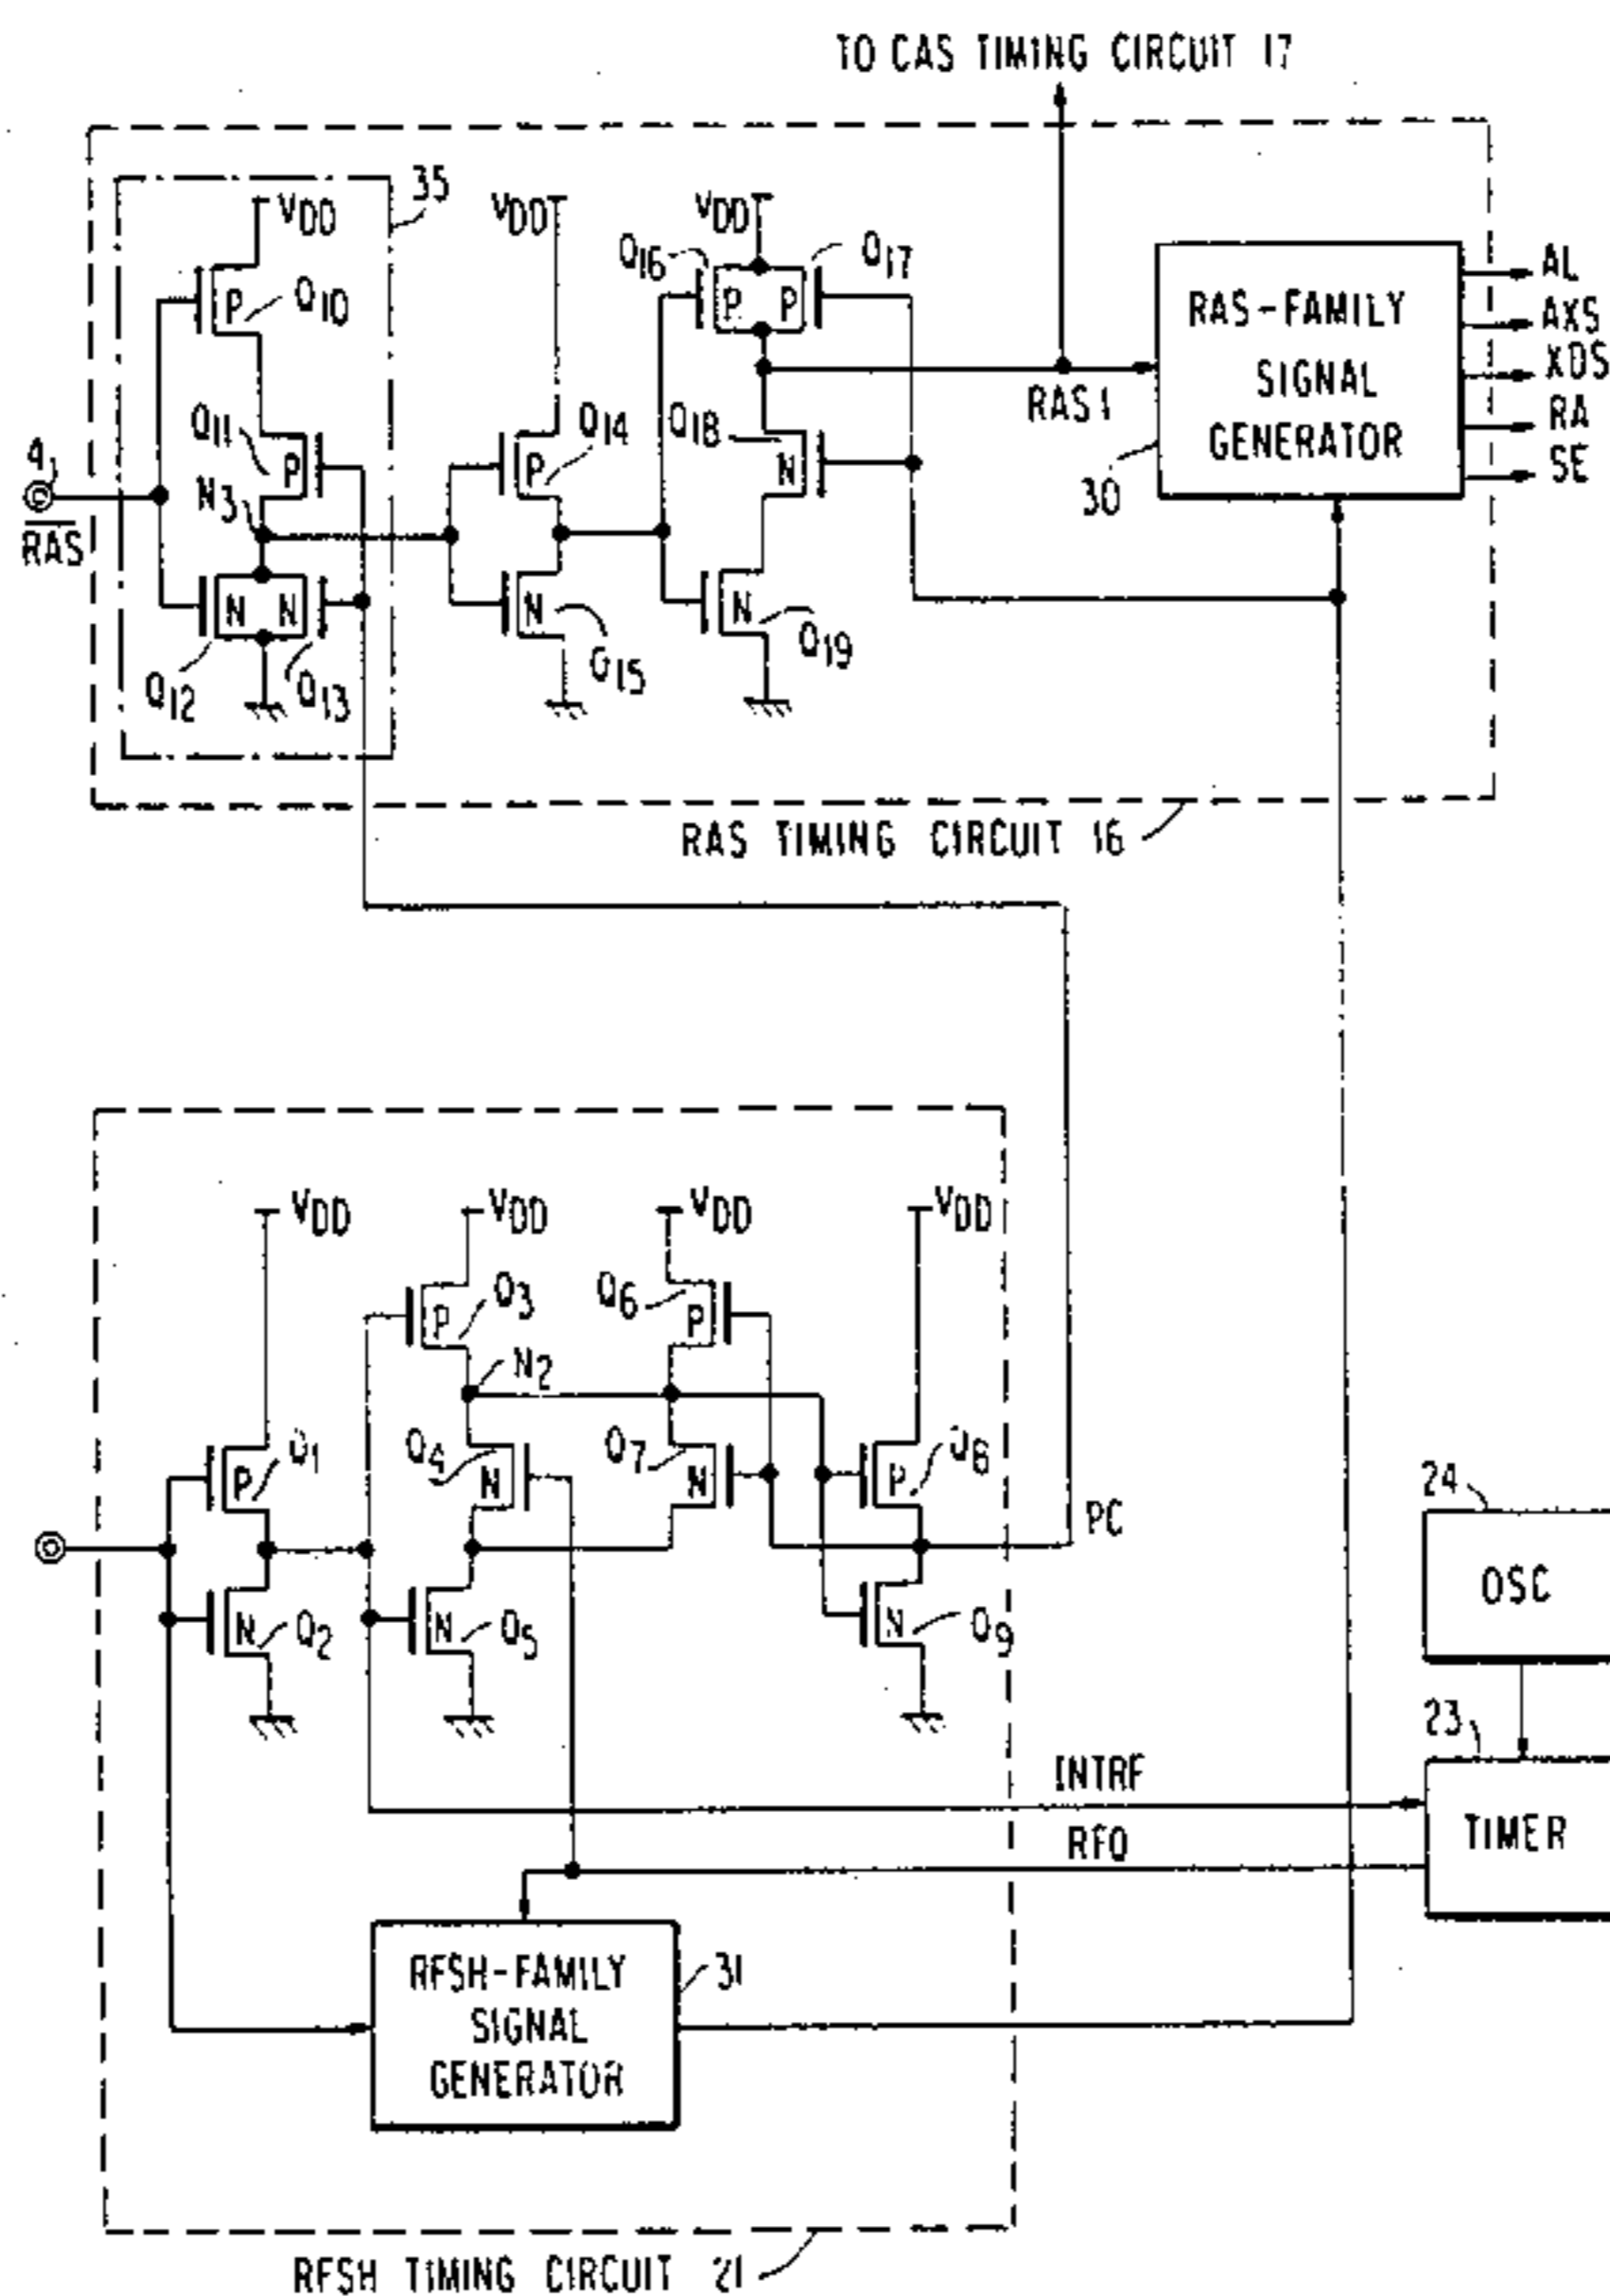 TO CAS TIMING CIRCUIT 17
35
VDD
VDD
VDD
Q16
Q17
P
Q10
P
P
RAS-FAMILY
SIGNAL
GENERATOR
AL
AXS
XDS
RA
SE
RAS1
30
Q11
P
Q14
P
Q18
N
4
RAS
N3
N
N
Q12
Q13
N
G15
N
Q19
RAS TIMING CIRCUIT 16
VDD
VDD
VDD
VDD
Q3
P
Q6
P
N2
Q1
P
Q4
N
Q7
N
P
PC
24
OSC
N
Q2
N
Q5
N
Q9
23
TIMER
INTRF
RFQ
RFSH-FAMILY
SIGNAL
GENERATOR
31
RFSH TIMING CIRCUIT 21